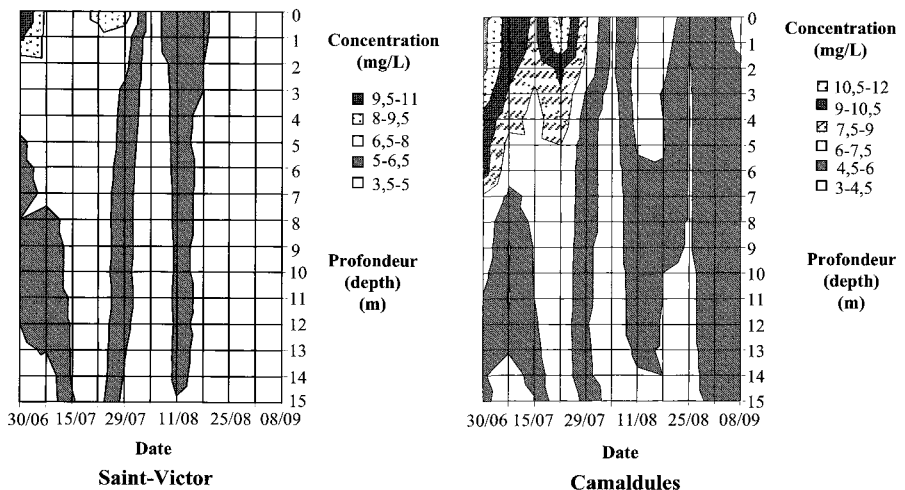 0
1
2
3
4
5
6
7
8
9
10
11
12
13
14
15
30/06 15/07 29/07 11/08 25/08 08/09
Date
Saint-Victor
Concentration
(mg/L)
9,5-11
8-9,5
6,5-8
5-6,5
3,5-5
Profondeur
(depth)
(m)
0
1
2
3
4
5
6
7
8
9
10
11
12
13
14
15
30/06 15/07 29/07 11/08 25/08 08/09
Date
Camaldules
Concentration
(mg/L)
10,5-12
9-10,5
7,5-9
6-7,5
4,5-6
3-4,5
Profondeur
(depth)
(m)